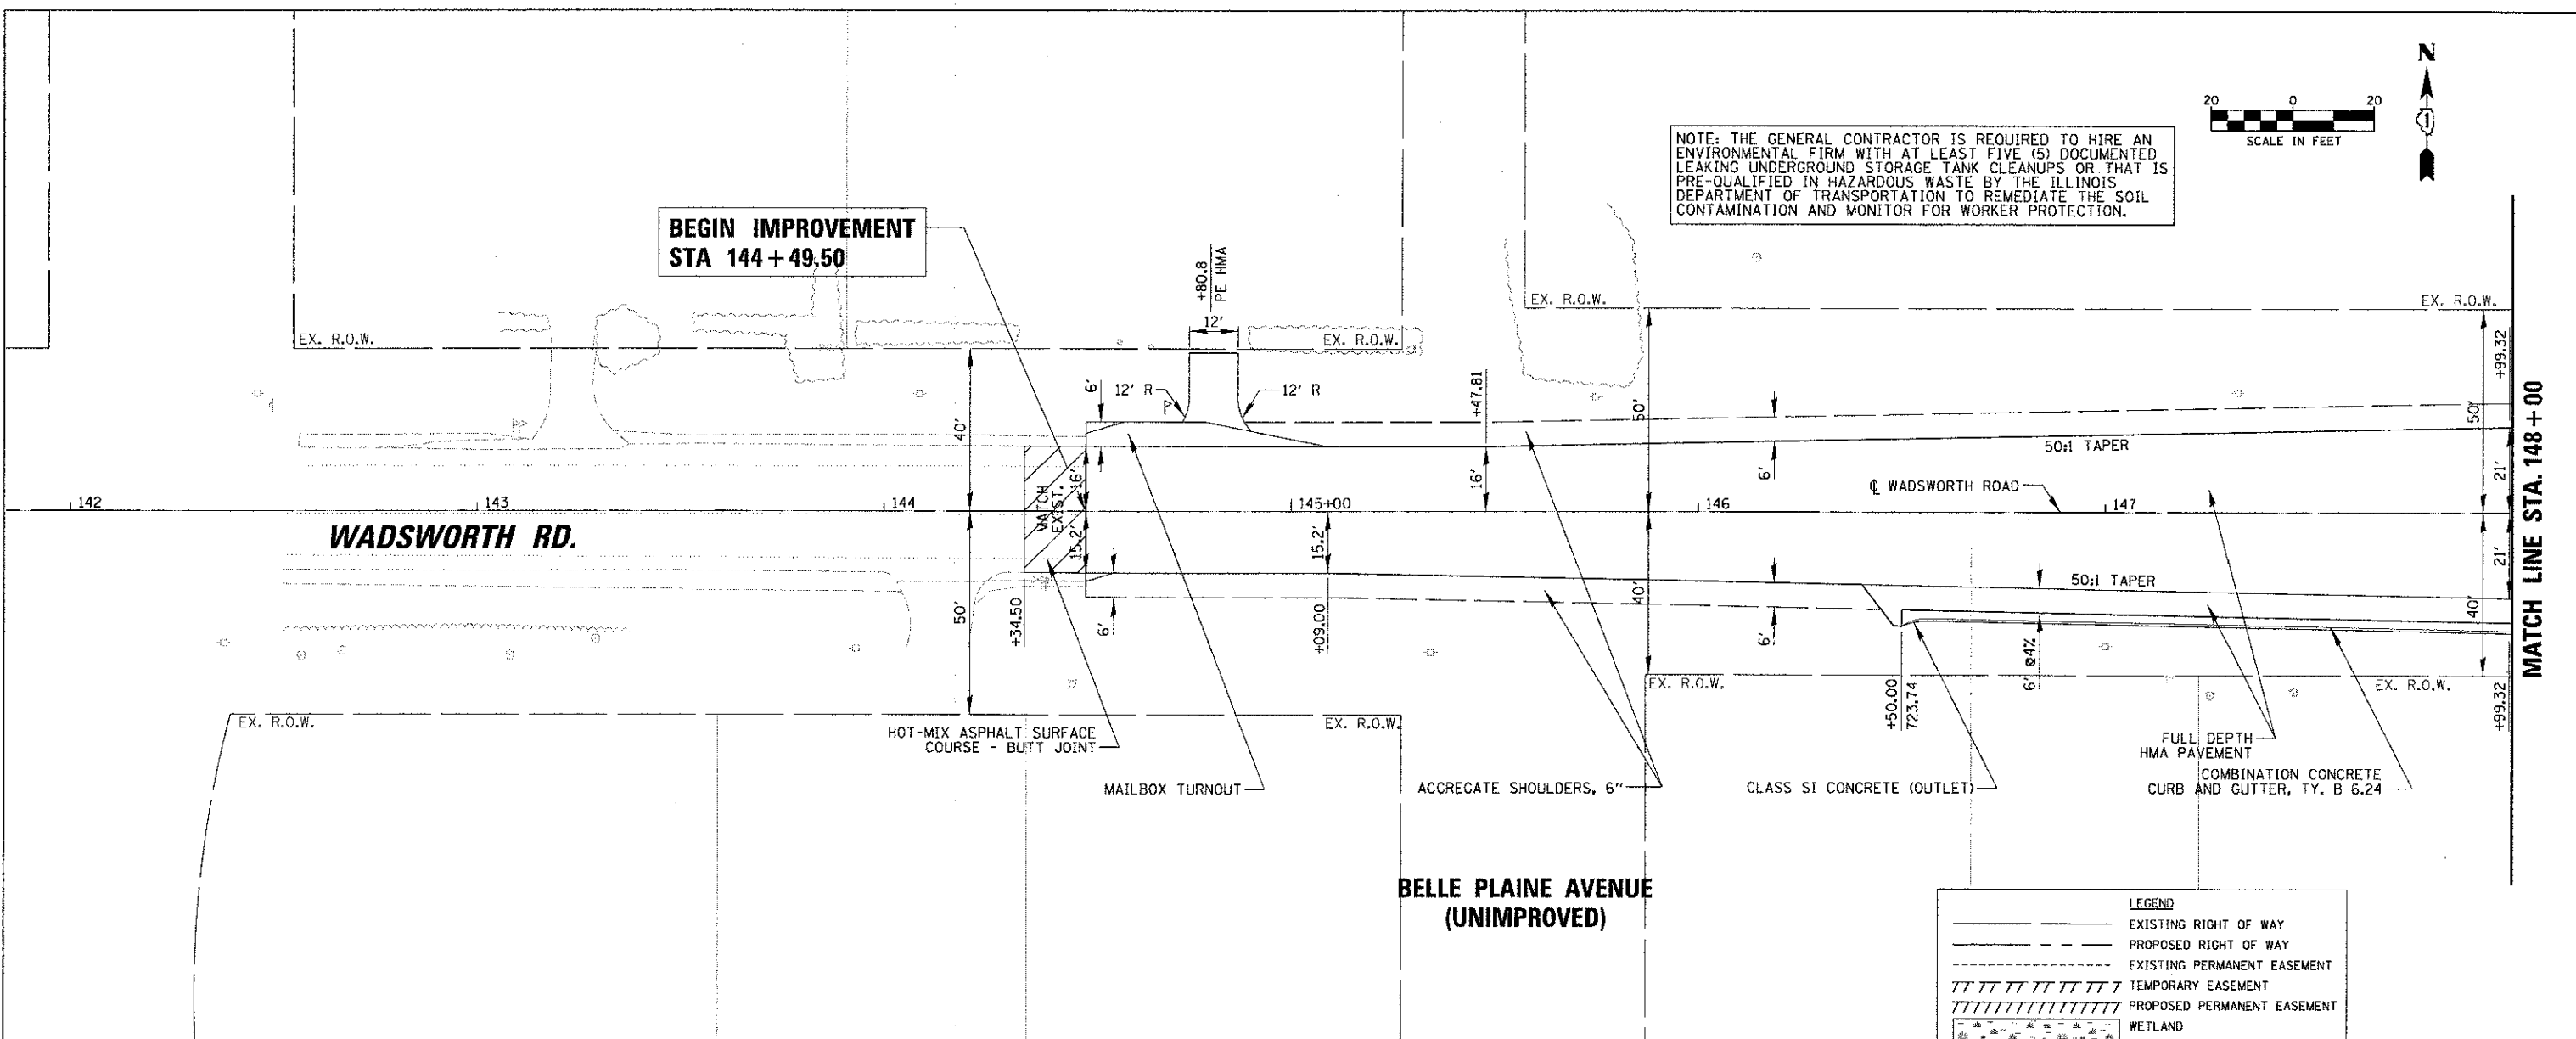 N
20 0 20
SCALE IN FEET
1
NOTE: THE GENERAL CONTRACTOR IS REQUIRED TO HIRE AN
ENVIRONMENTAL FIRM WITH AT LEAST FIVE (5) DOCUMENTED
LEAKING UNDERGROUND STORAGE TANK CLEANUPS OR THAT IS
PRE-QUALIFIED IN HAZARDOUS WASTE BY THE ILLINOIS
DEPARTMENT OF TRANSPORTATION TO REMEDIATE THE SOIL
CONTAMINATION AND MONITOR FOR WORKER PROTECTION.
BEGIN IMPROVEMENT
STA 144+49.50
+80.8
PE HMA
12'
EX. R.O.W.
EX. R.O.W.
EX. R.O.W.
EX. R.O.W.
6'
12' R
12' R
+47.81
+99.32
40'
50'
50'
6'
50:1 TAPER
16'
16'
21'
℄ WADSWORTH ROAD
142
143
144
145+00
146
147
MATCH
EXIST.
WADSWORTH RD.
15.2'
15.2'
21'
50:1 TAPER
MATCH LINE STA. 148+00
50'
+34.50
6'
+09.00
40'
6'
6' @4%
40'
EX. R.O.W.
EX. R.O.W.
EX. R.O.W.
EX. R.O.W.
+50.00
723.74
+99.32
HOT-MIX ASPHALT SURFACE
COURSE - BUTT JOINT
MAILBOX TURNOUT
AGGREGATE SHOULDERS, 6"
CLASS SI CONCRETE (OUTLET)
FULL DEPTH
HMA PAVEMENT
COMBINATION CONCRETE
CURB AND GUTTER, TY. B-6.24
BELLE PLAINE AVENUE
(UNIMPROVED)
LEGEND
EXISTING RIGHT OF WAY
PROPOSED RIGHT OF WAY
EXISTING PERMANENT EASEMENT
TEMPORARY EASEMENT
PROPOSED PERMANENT EASEMENT
WETLAND